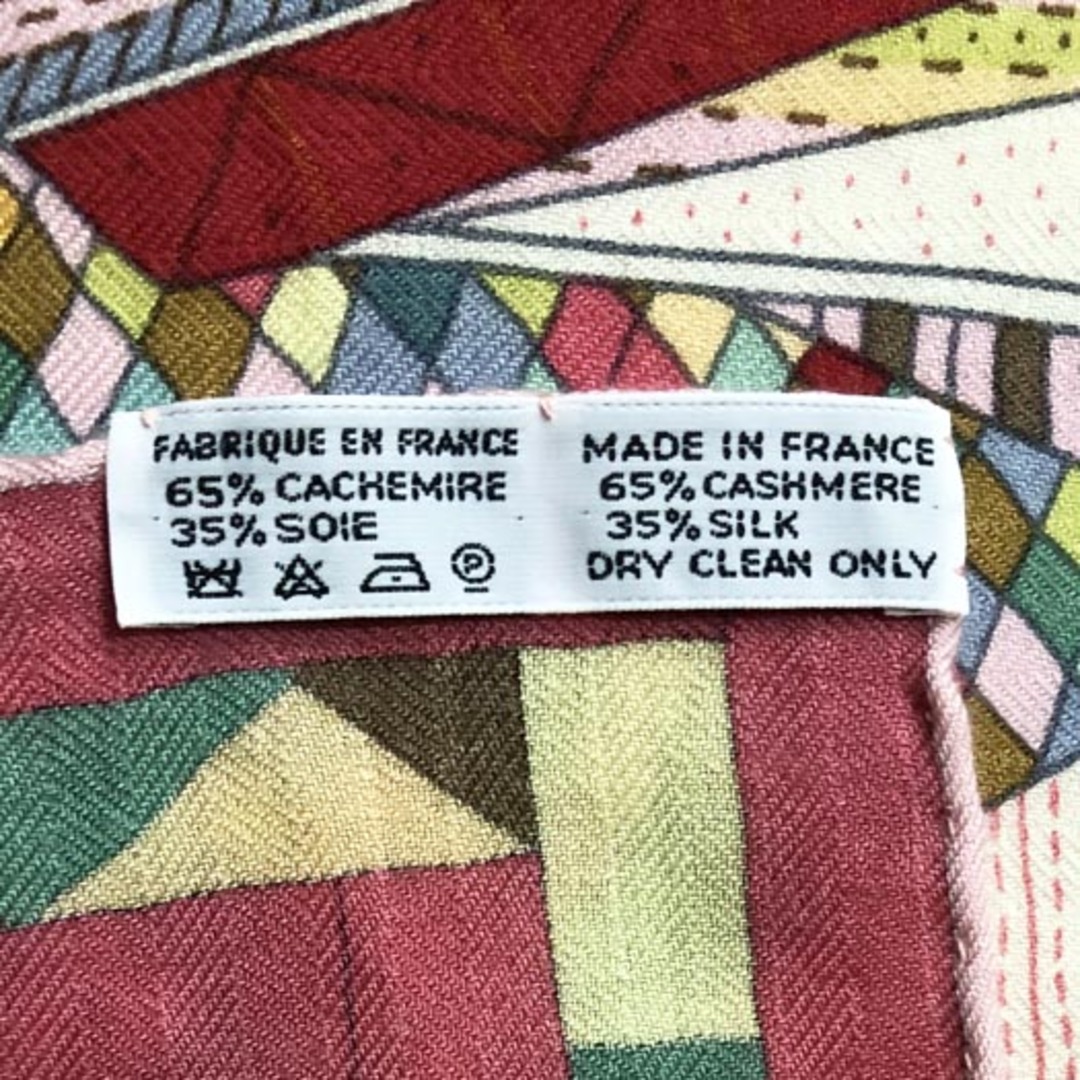 FABRIQUE EN FRANCE
65% CACHEMIRE
35% SOIE
P
MADE IN FRANCE
65% CASHMERE
35% SILK
DRY CLEAN ONLY